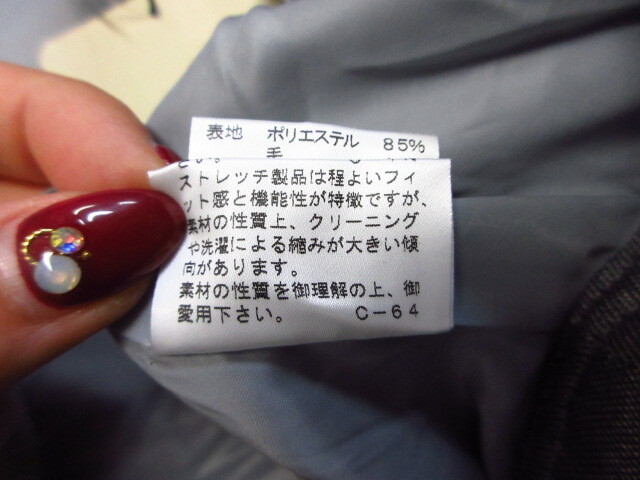 表地 ポリエステル 85%
毛
さい。
ストレッチ製品は程よいフィ
ット感と機能性が特徴ですが、
素材の性質上、クリーニング
や洗濯による縮みが大きい傾
向があります。
素材の性質を御理解の上、御
愛用下さい。 C-64